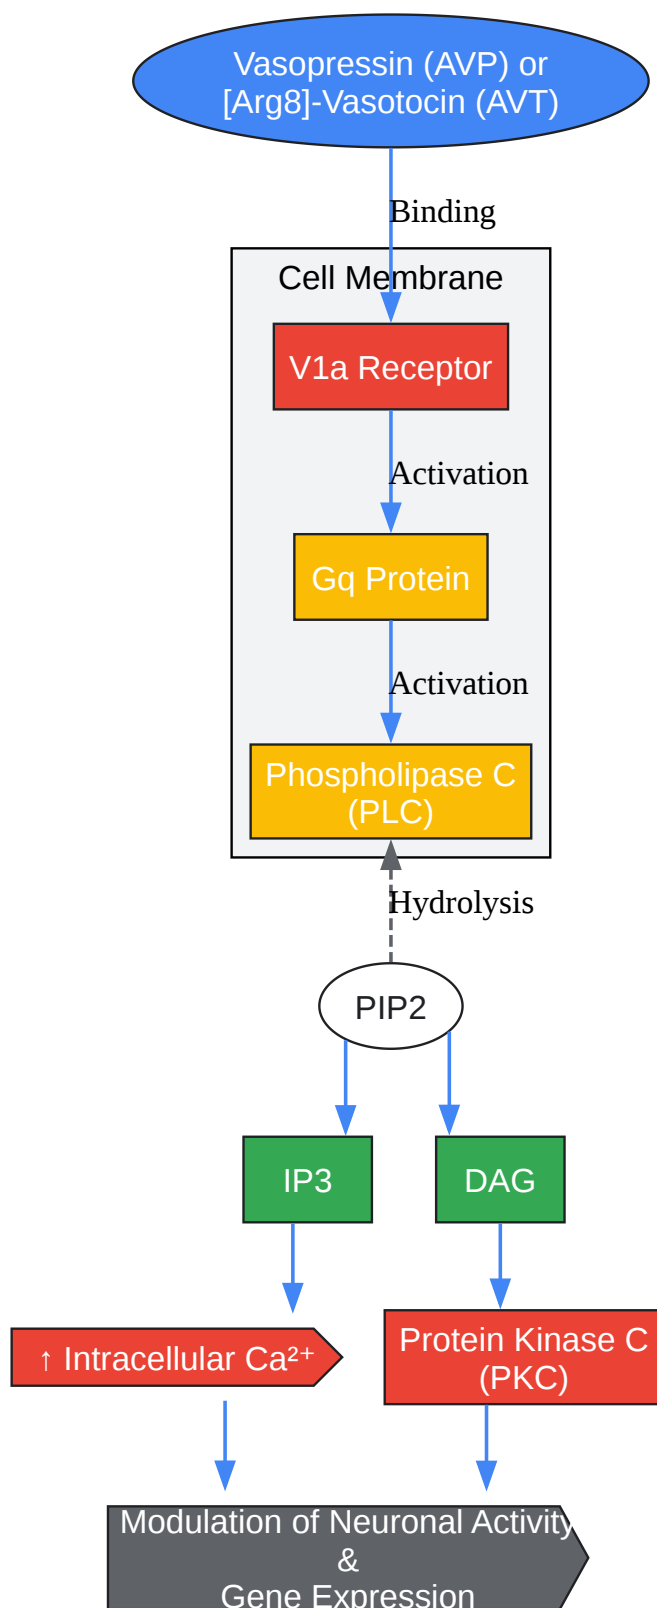 Vasopressin (AVP) or
[Arg8]-Vasotocin (AVT)
Binding
Cell Membrane
V1a Receptor
Activation
Gq Protein
Activation
Phospholipase C
(PLC)
Hydrolysis
PIP2
IP3
DAG
↑ Intracellular Ca²⁺
Protein Kinase C
(PKC)
Modulation of Neuronal Activity
&
Gene Expression